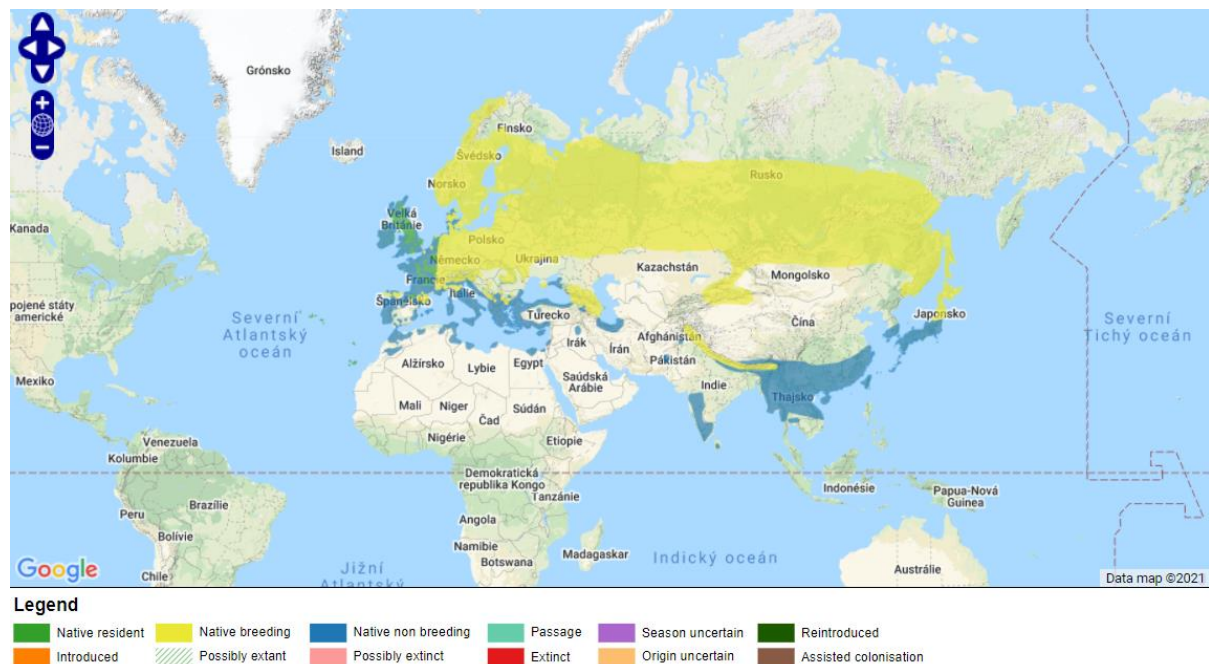 Grónsko
Island
Finsko
Švédsko
Norsko
Rusko
Velká
Británie
Kanada
Polsko
Německo
Ukrajina
Kazachstán
Mongolsko
Francie
Itálie
Španělsko
pojené státy
americké
Severní
Atlantský
oceán
Turecko
Čína
Japonsko
Severní
Tichý oceán
Afghánistán
Irák
Írán
Pákistán
Alžírsko
Lybie
Egypt
Saúdská
Arábie
Indie
Mexiko
Thajsko
Mali
Niger
Čad
Súdán
Nigérie
Etiopie
Venezuela
Kolumbie
Demokratická
republika Kongo
Tanzánie
Indonésie
Papua-Nová
Guinea
Peru
Brazílie
Angola
Bolívie
Namibie
Botswana
Madagaskar
Indický oceán
Austrálie
Chile
Jižní
Atlantský
Google
Data map ©2021
Legend
Native resident
Native breeding
Native non breeding
Passage
Season uncertain
Reintroduced
Introduced
Possibly extant
Possibly extinct
Extinct
Origin uncertain
Assisted colonisation